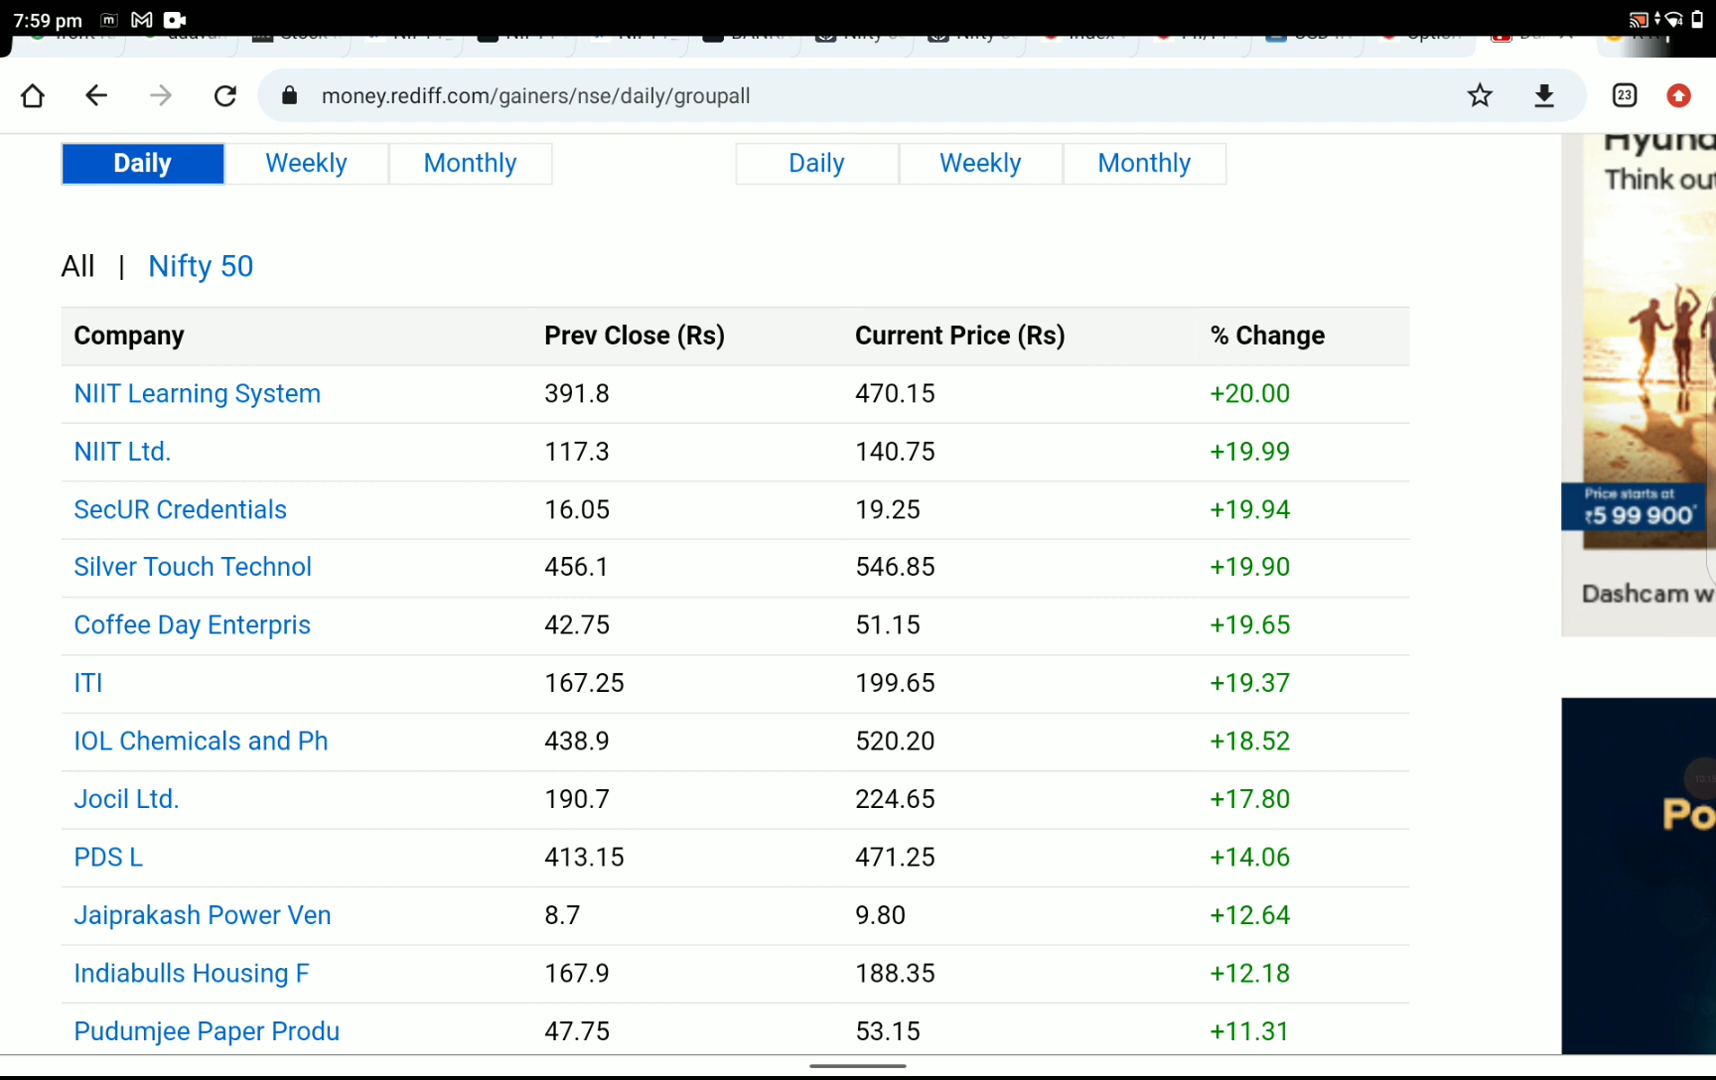 7:59 pm
money.rediff.com/gainers/nse/daily/groupall
23
Daily Weekly Monthly Daily Weekly Monthly
Think
All | Nifty 50
Company Prev Close (Rs) Current Price (Rs) % Change
NIIT Learning System 391.8 470.15 +20.00
NIIT Ltd. 117.3 140.75 +19.99
SecUR Credentials 16.05 19.25 +19.94
Silver Touch Technol 456.1 546.85 +19.90
Coffee Day Enterpris 42.75 51.15 +19.65
ITI 167.25 199.65 +19.37
IOL Chemicals and Ph 438.9 520.20 +18.52
Jocil Ltd. 190.7 224.65 +17.80
PDS L 413.15 471.25 +14.06
Jaiprakash Power Ven 8.7 9.80 +12.64
Indiabulls Housing F 167.9 188.35 +12.18
Pudumjee Paper Produ 47.75 53.15 +11.31
Price starts at
₹5 99 900*
Dashcam w
Po